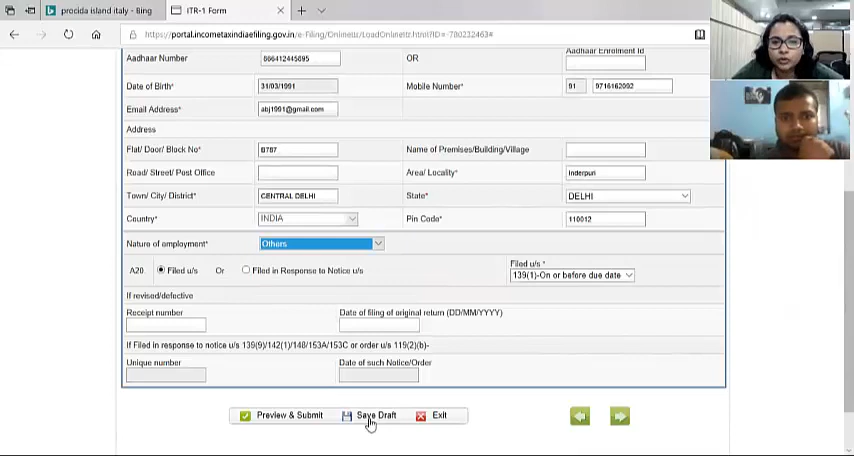 procida island italy - Bing
ITR-1 Form
https://portal.incometaxindiaefiling.gov.in/e-Filing/OnlineItr/LoadOnlineItr.html?ID=-700232463#
Aadhaar Number 666412445695 OR Aadhaar Enrolment Id
Date of Birth* 31/03/1991 Mobile Number* 91 9716162092
Email Address* abj1991@gmail.com
Address
Flat/ Door/ Block No* B787 Name of Premises/Building/Village
Road/ Street/ Post Office Area/ Locality* Inderpuri
Town/ City/ District* CENTRAL DELHI State* DELHI
Country* INDIA Pin Code* 110012
Nature of employment* Others
A20 Filed u/s Or Filed in Response to Notice u/s Filed u/s * 139(1)-On or before due date
If revised/defective
Receipt number Date of filing of original return (DD/MM/YYYY)
If Filed in response to notice u/s 139(9)/142(1)/148/153A/153C or order u/s 119(2)(b)-
Unique number Date of such Notice/Order
Preview & Submit Save Draft Exit